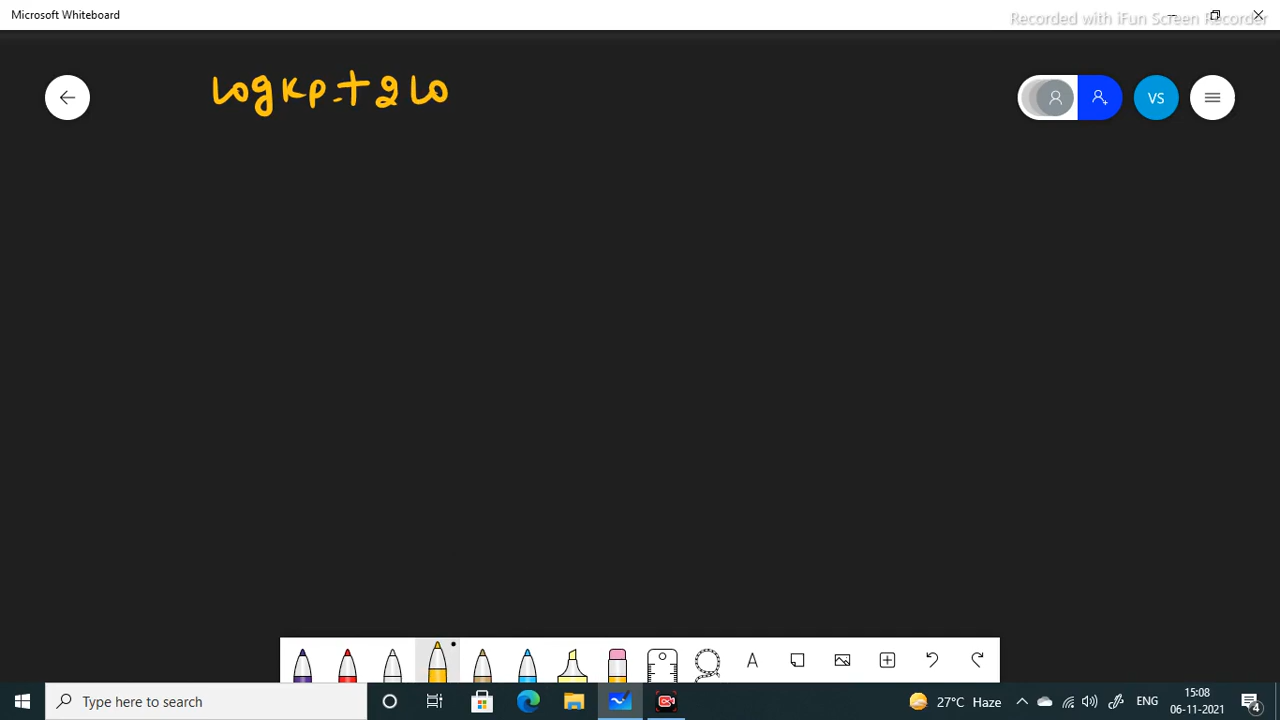 Microsoft Whiteboard
Recorded with iFun Screen Recorder
log Kp + 2 lo
VS
A
Type here to search
27°C Haze
ENG
15:08
06-11-2021
4